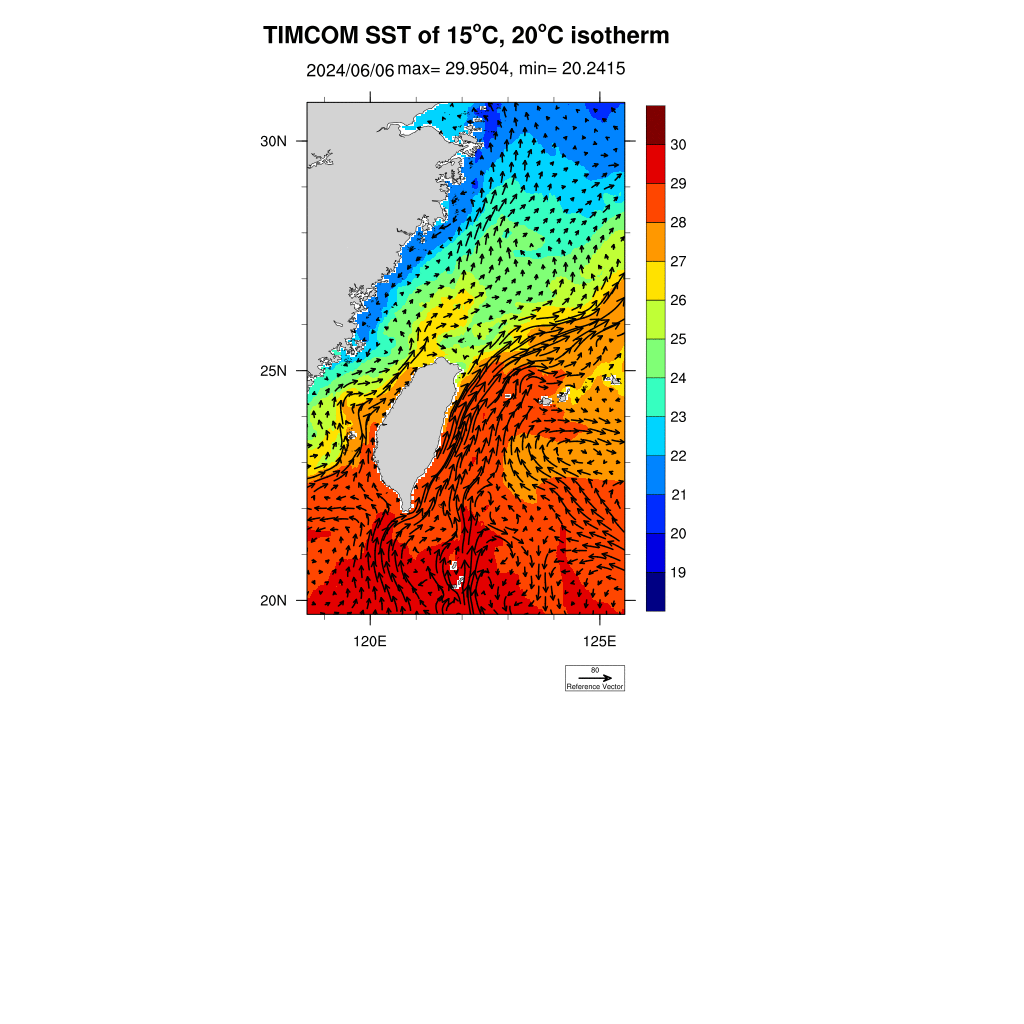 TIMCOM SST of 15°C, 20°C isotherm
2024/06/06 max= 29.9504, min= 20.2415
30N
25N
20N
120E
125E
30
29
28
27
26
25
24
23
22
21
20
19
80
Reference Vector